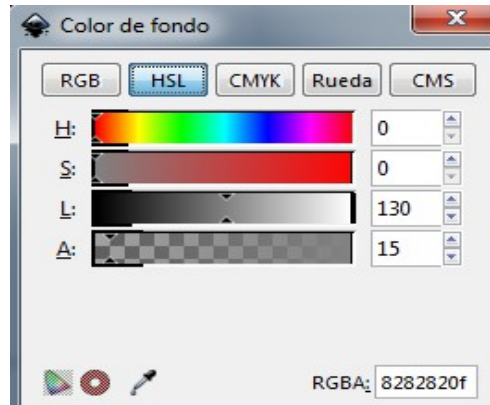 Color de fondo
RGB HSL CMYK Rueda CMS
H: 0
S: 0
L: 130
A: 15
RGBA: 8282820f